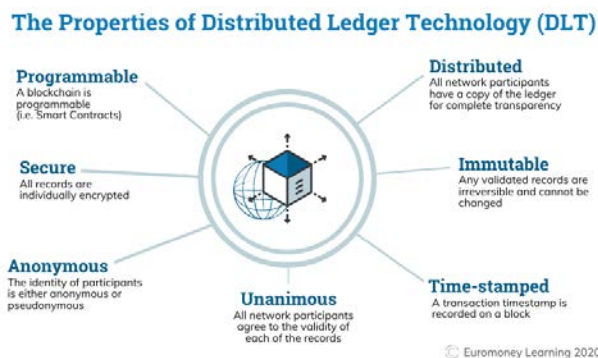 The Properties of Distributed Ledger Technology (DLT)
Programmable
A blockchain is
programmable
(i.e. Smart Contracts)
Distributed
All network participants
have a copy of the ledger
for complete transparency
Secure
All records are
individually encrypted
Immutable
Any validated records are
irreversible and cannot be
changed
Anonymous
The identity of participants
is either anonymous or
pseudonymous
Unanimous
All network participants
agree to the validity of
each of the records
Time-stamped
A transaction timestamp is
recorded on a block
© Euromoney Learning 2020